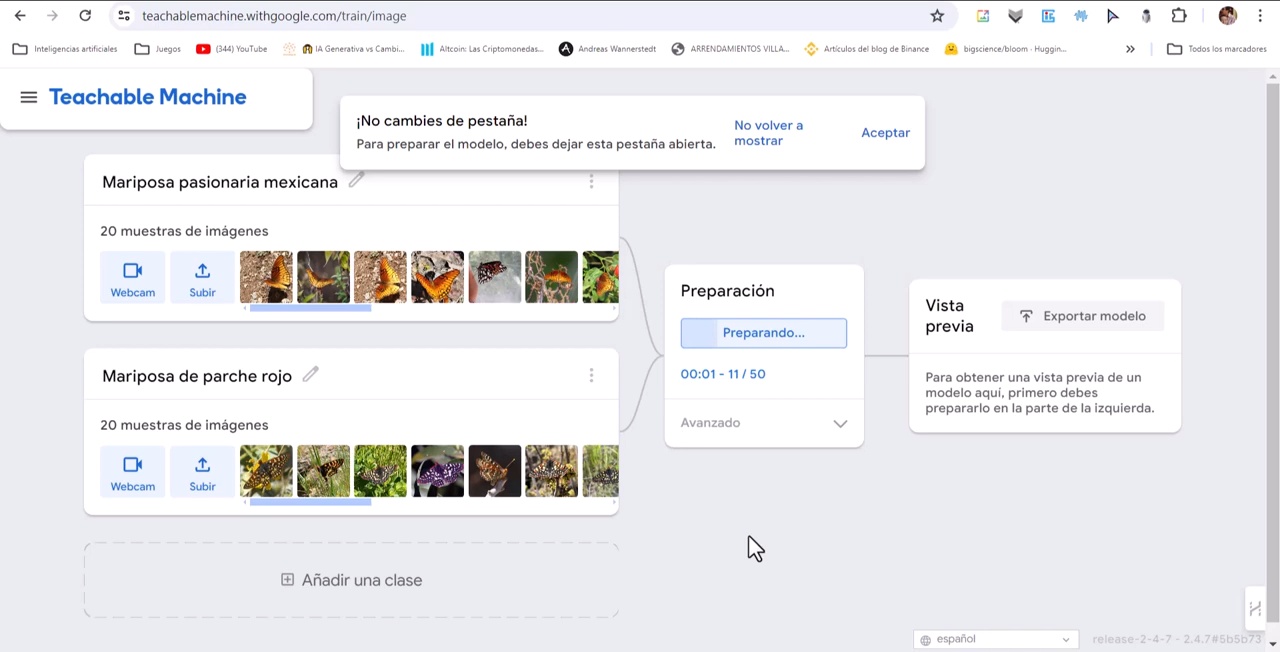 teachablemachine.withgoogle.com/train/image
Inteligencias artificiales
Juegos
(344) YouTube
IA Generativa vs Cambi...
Altcoin: Las Criptomonedas...
Andreas Wannerstedt
ARRENDAMIENTOS VILLA...
Artículos del blog de Binance
bigscience/bloom · Huggin...
»
Todos los marcadores
Teachable Machine
¡No cambies de pestaña!
Para preparar el modelo, debes dejar esta pestaña abierta.
No volver a
mostrar
Aceptar
Mariposa pasionaria mexicana
20 muestras de imágenes
Webcam
Subir
Mariposa de parche rojo
20 muestras de imágenes
Webcam
Subir
Añadir una clase
Preparación
Preparando...
00:01 - 11 / 50
Avanzado
Vista
previa
Exportar modelo
Para obtener una vista previa de un
modelo aquí, primero debes
prepararlo en la parte de la izquierda.
español
release-2-4-7 - 2.4.7#5b5b73